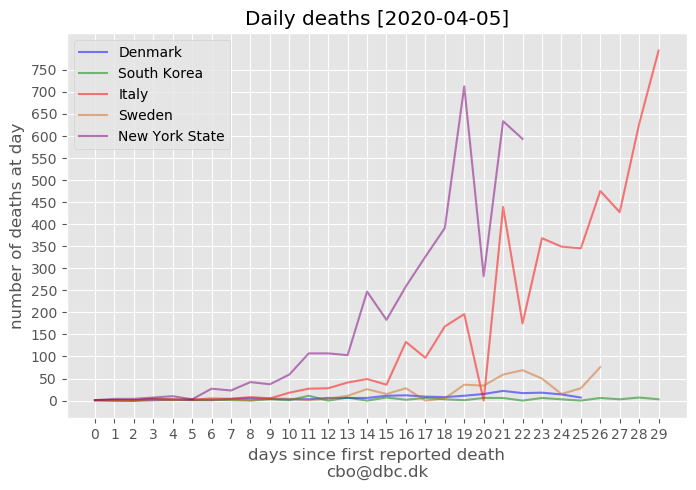 Daily deaths [2020-04-05]
Denmark
South Korea
Italy
Sweden
New York State
number of deaths at day
750
700
650
600
550
500
450
400
350
300
250
200
150
100
50
0
0 1 2 3 4 5 6 7 8 9 10 11 12 13 14 15 16 17 18 19 20 21 22 23 24 25 26 27 28 29
days since first reported death
cbo@dbc.dk